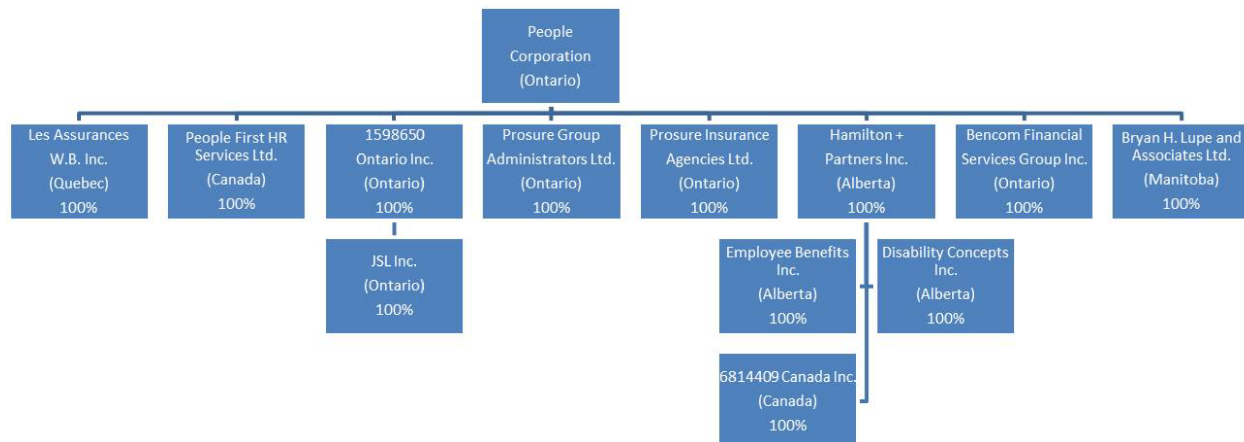 People
Corporation
(Ontario)
Les Assurances
W.B. Inc.
(Quebec)
100%
People First HR
Services Ltd.
(Canada)
100%
1598650
Ontario Inc.
(Ontario)
100%
Prosure Group
Administrators Ltd.
(Ontario)
100%
Prosure Insurance
Agencies Ltd.
(Ontario)
100%
Hamilton +
Partners Inc.
(Alberta)
100%
Bencom Financial
Services Group Inc.
(Ontario)
100%
Bryan H. Lupe and
Associates Ltd.
(Manitoba)
100%
JSL Inc.
(Ontario)
100%
Employee Benefits
Inc.
(Alberta)
100%
Disability Concepts
Inc.
(Alberta)
100%
6814409 Canada Inc.
(Canada)
100%